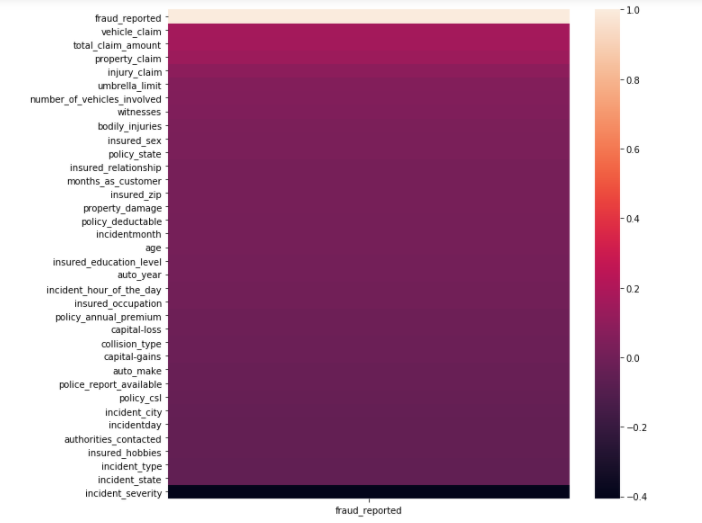 fraud_reported
vehicle_claim
total_claim_amount
property_claim
injury_claim
umbrella_limit
number_of_vehicles_involved
witnesses
bodily_injuries
insured_sex
policy_state
insured_relationship
months_as_customer
insured_zip
property_damage
policy_deductable
incidentmonth
age
insured_education_level
auto_year
incident_hour_of_the_day
insured_occupation
policy_annual_premium
capital-loss
collision_type
capital-gains
auto_make
police_report_available
policy_csl
incident_city
incidentday
authorities_contacted
insured_hobbies
incident_type
incident_state
incident_severity
fraud_reported
1.0
0.8
0.6
0.4
0.2
0.0
−0.2
−0.4